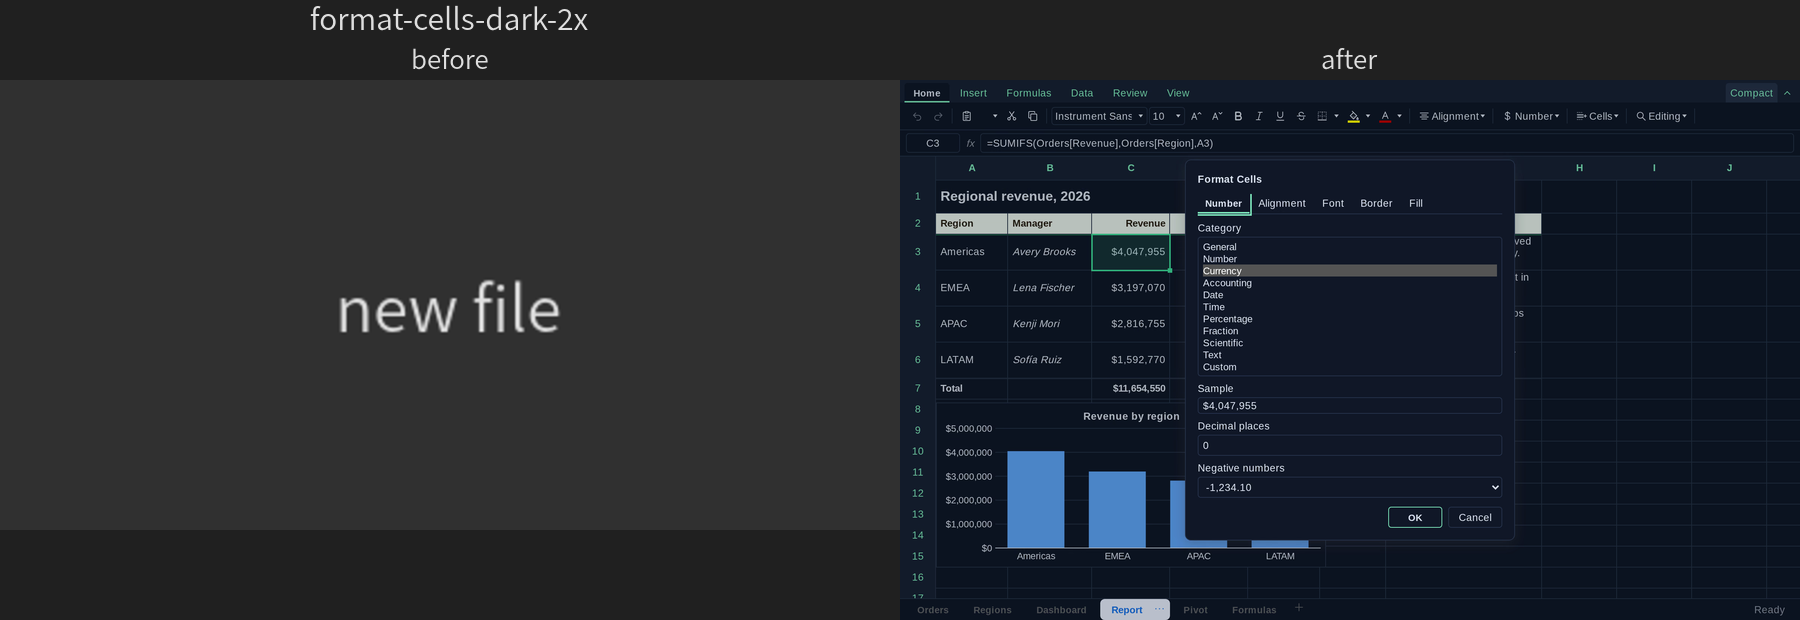 format-cells-dark-2x
before
after
new file
Home Insert Formulas Data Review View Compact
Instrument Sans 10 A^ A˅ B I U S A Alignment $ Number Cells Editing
C3 fx =SUMIFS(Orders[Revenue],Orders[Region],A3)
A B C H I J
1 Regional revenue, 2026
2 Region Manager Revenue
3 Americas Avery Brooks $4,047,955
4 EMEA Lena Fischer $3,197,070
5 APAC Kenji Mori $2,816,755
6 LATAM Sofía Ruiz $1,592,770
7 Total $11,654,550
8
9
10
11
12
13
14
15
16
17
Revenue by region
$5,000,000
$4,000,000
$3,000,000
$2,000,000
$1,000,000
$0
Americas EMEA APAC LATAM
Format Cells
Number Alignment Font Border Fill
Category
General
Number
Currency
Accounting
Date
Time
Percentage
Fraction
Scientific
Text
Custom
Sample
$4,047,955
Decimal places
0
Negative numbers
-1,234.10
OK Cancel
ved
y.
t in
os
Orders Regions Dashboard Report ... Pivot Formulas + Ready